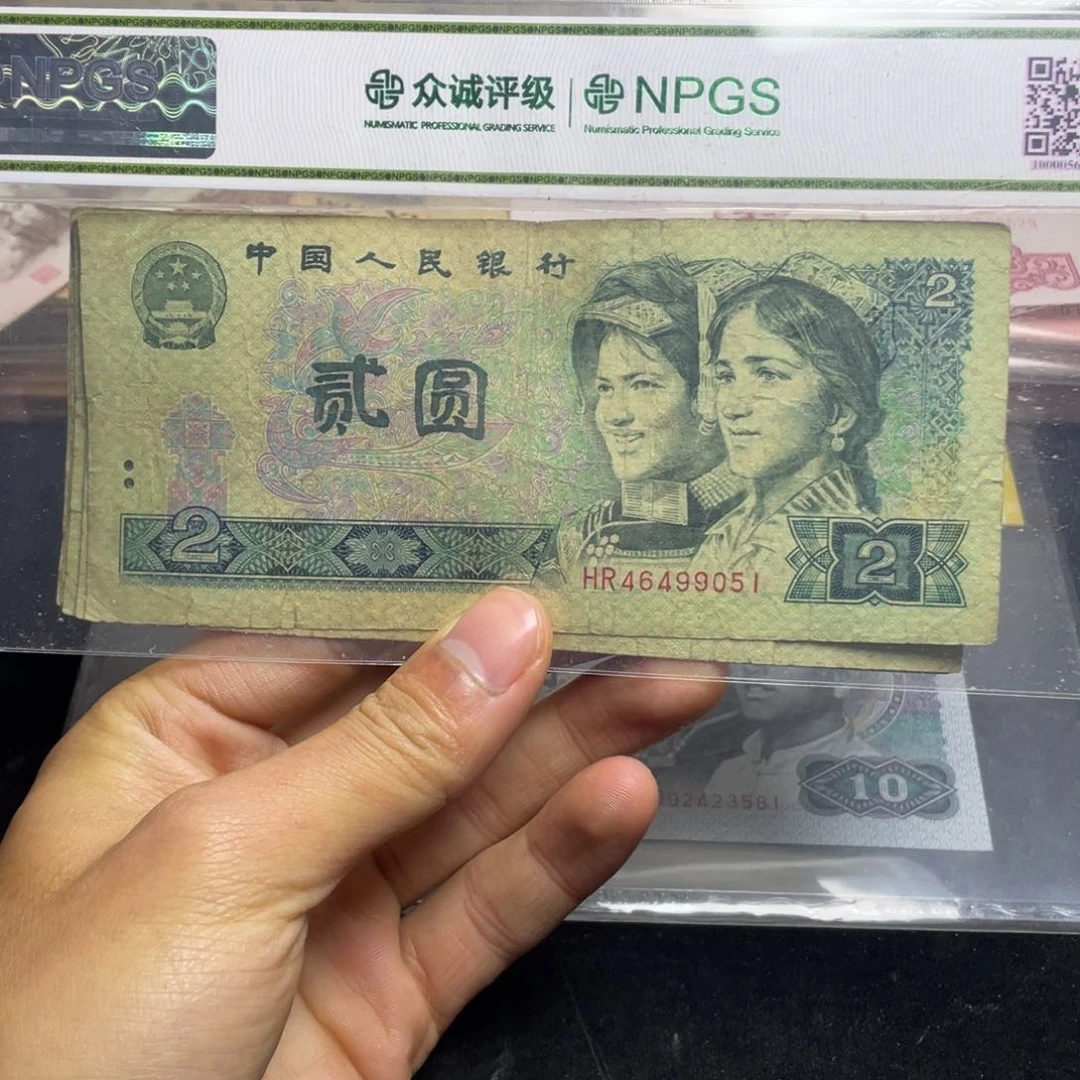 NPGS
众诚评级
NUMISMATIC PROFESSIONAL GRADING SERVICE
NPGS
Numismatic Professional Grading Service
中国人民银行
2
贰圆
2
HR46499051
2
10